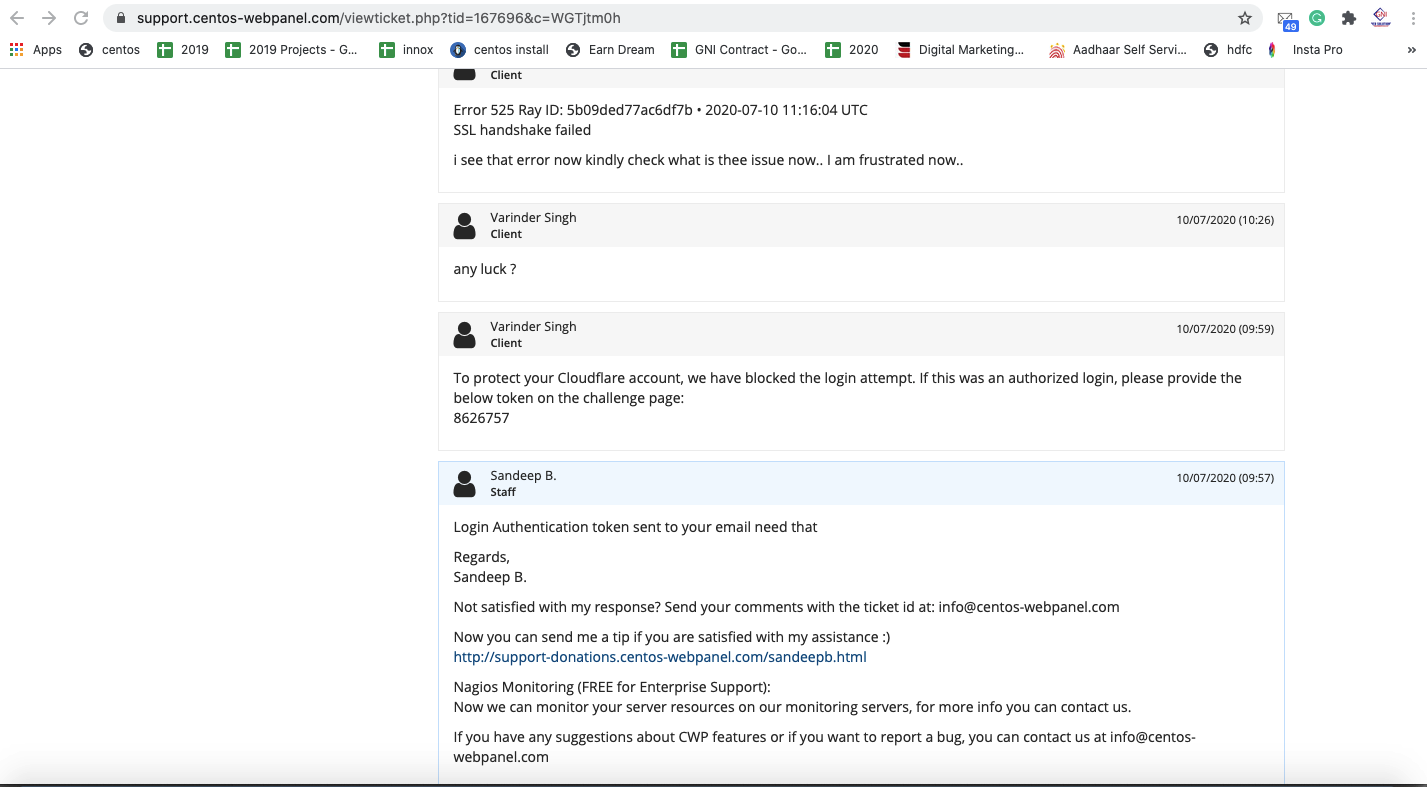 support.centos-webpanel.com/viewticket.php?tid=167696&c=WGTjtm0h
49
Apps centos 2019 2019 Projects - G... innox centos install Earn Dream GNI Contract - Go... 2020 Digital Marketing... Aadhaar Self Servi... hdfc Insta Pro »
Client
Error 525 Ray ID: 5b09ded77ac6df7b • 2020-07-10 11:16:04 UTC
SSL handshake failed
i see that error now kindly check what is thee issue now.. I am frustrated now..
Varinder Singh 10/07/2020 (10:26)
Client
any luck ?
Varinder Singh 10/07/2020 (09:59)
Client
To protect your Cloudflare account, we have blocked the login attempt. If this was an authorized login, please provide the
below token on the challenge page:
8626757
Sandeep B. 10/07/2020 (09:57)
Staff
Login Authentication token sent to your email need that
Regards,
Sandeep B.
Not satisfied with my response? Send your comments with the ticket id at: info@centos-webpanel.com
Now you can send me a tip if you are satisfied with my assistance :)
http://support-donations.centos-webpanel.com/sandeepb.html
Nagios Monitoring (FREE for Enterprise Support):
Now we can monitor your server resources on our monitoring servers, for more info you can contact us.
If you have any suggestions about CWP features or if you want to report a bug, you can contact us at info@centos-
webpanel.com